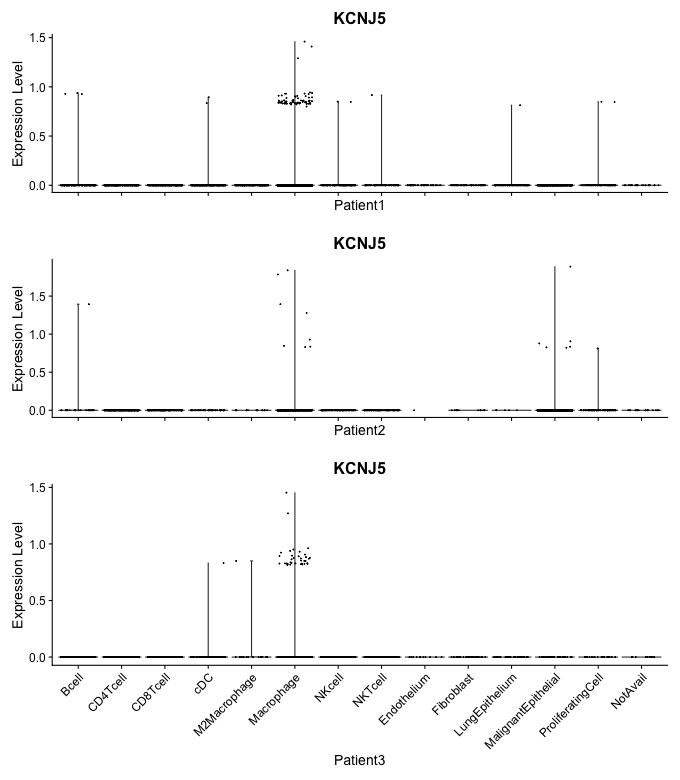 KCNJ5
Expression Level
1.5
1.0
0.5
0.0
Patient1
KCNJ5
Expression Level
1.5
1.0
0.5
0.0
Patient2
KCNJ5
Expression Level
1.5
1.0
0.5
0.0
Bcell
CD4Tcell
CD8Tcell
cDC
M2Macrophage
Macrophage
NKcell
NKTcell
Endothelium
Fibroblast
LungEpithelium
MalignantEpithelial
ProliferatingCell
NotAvail
Patient3